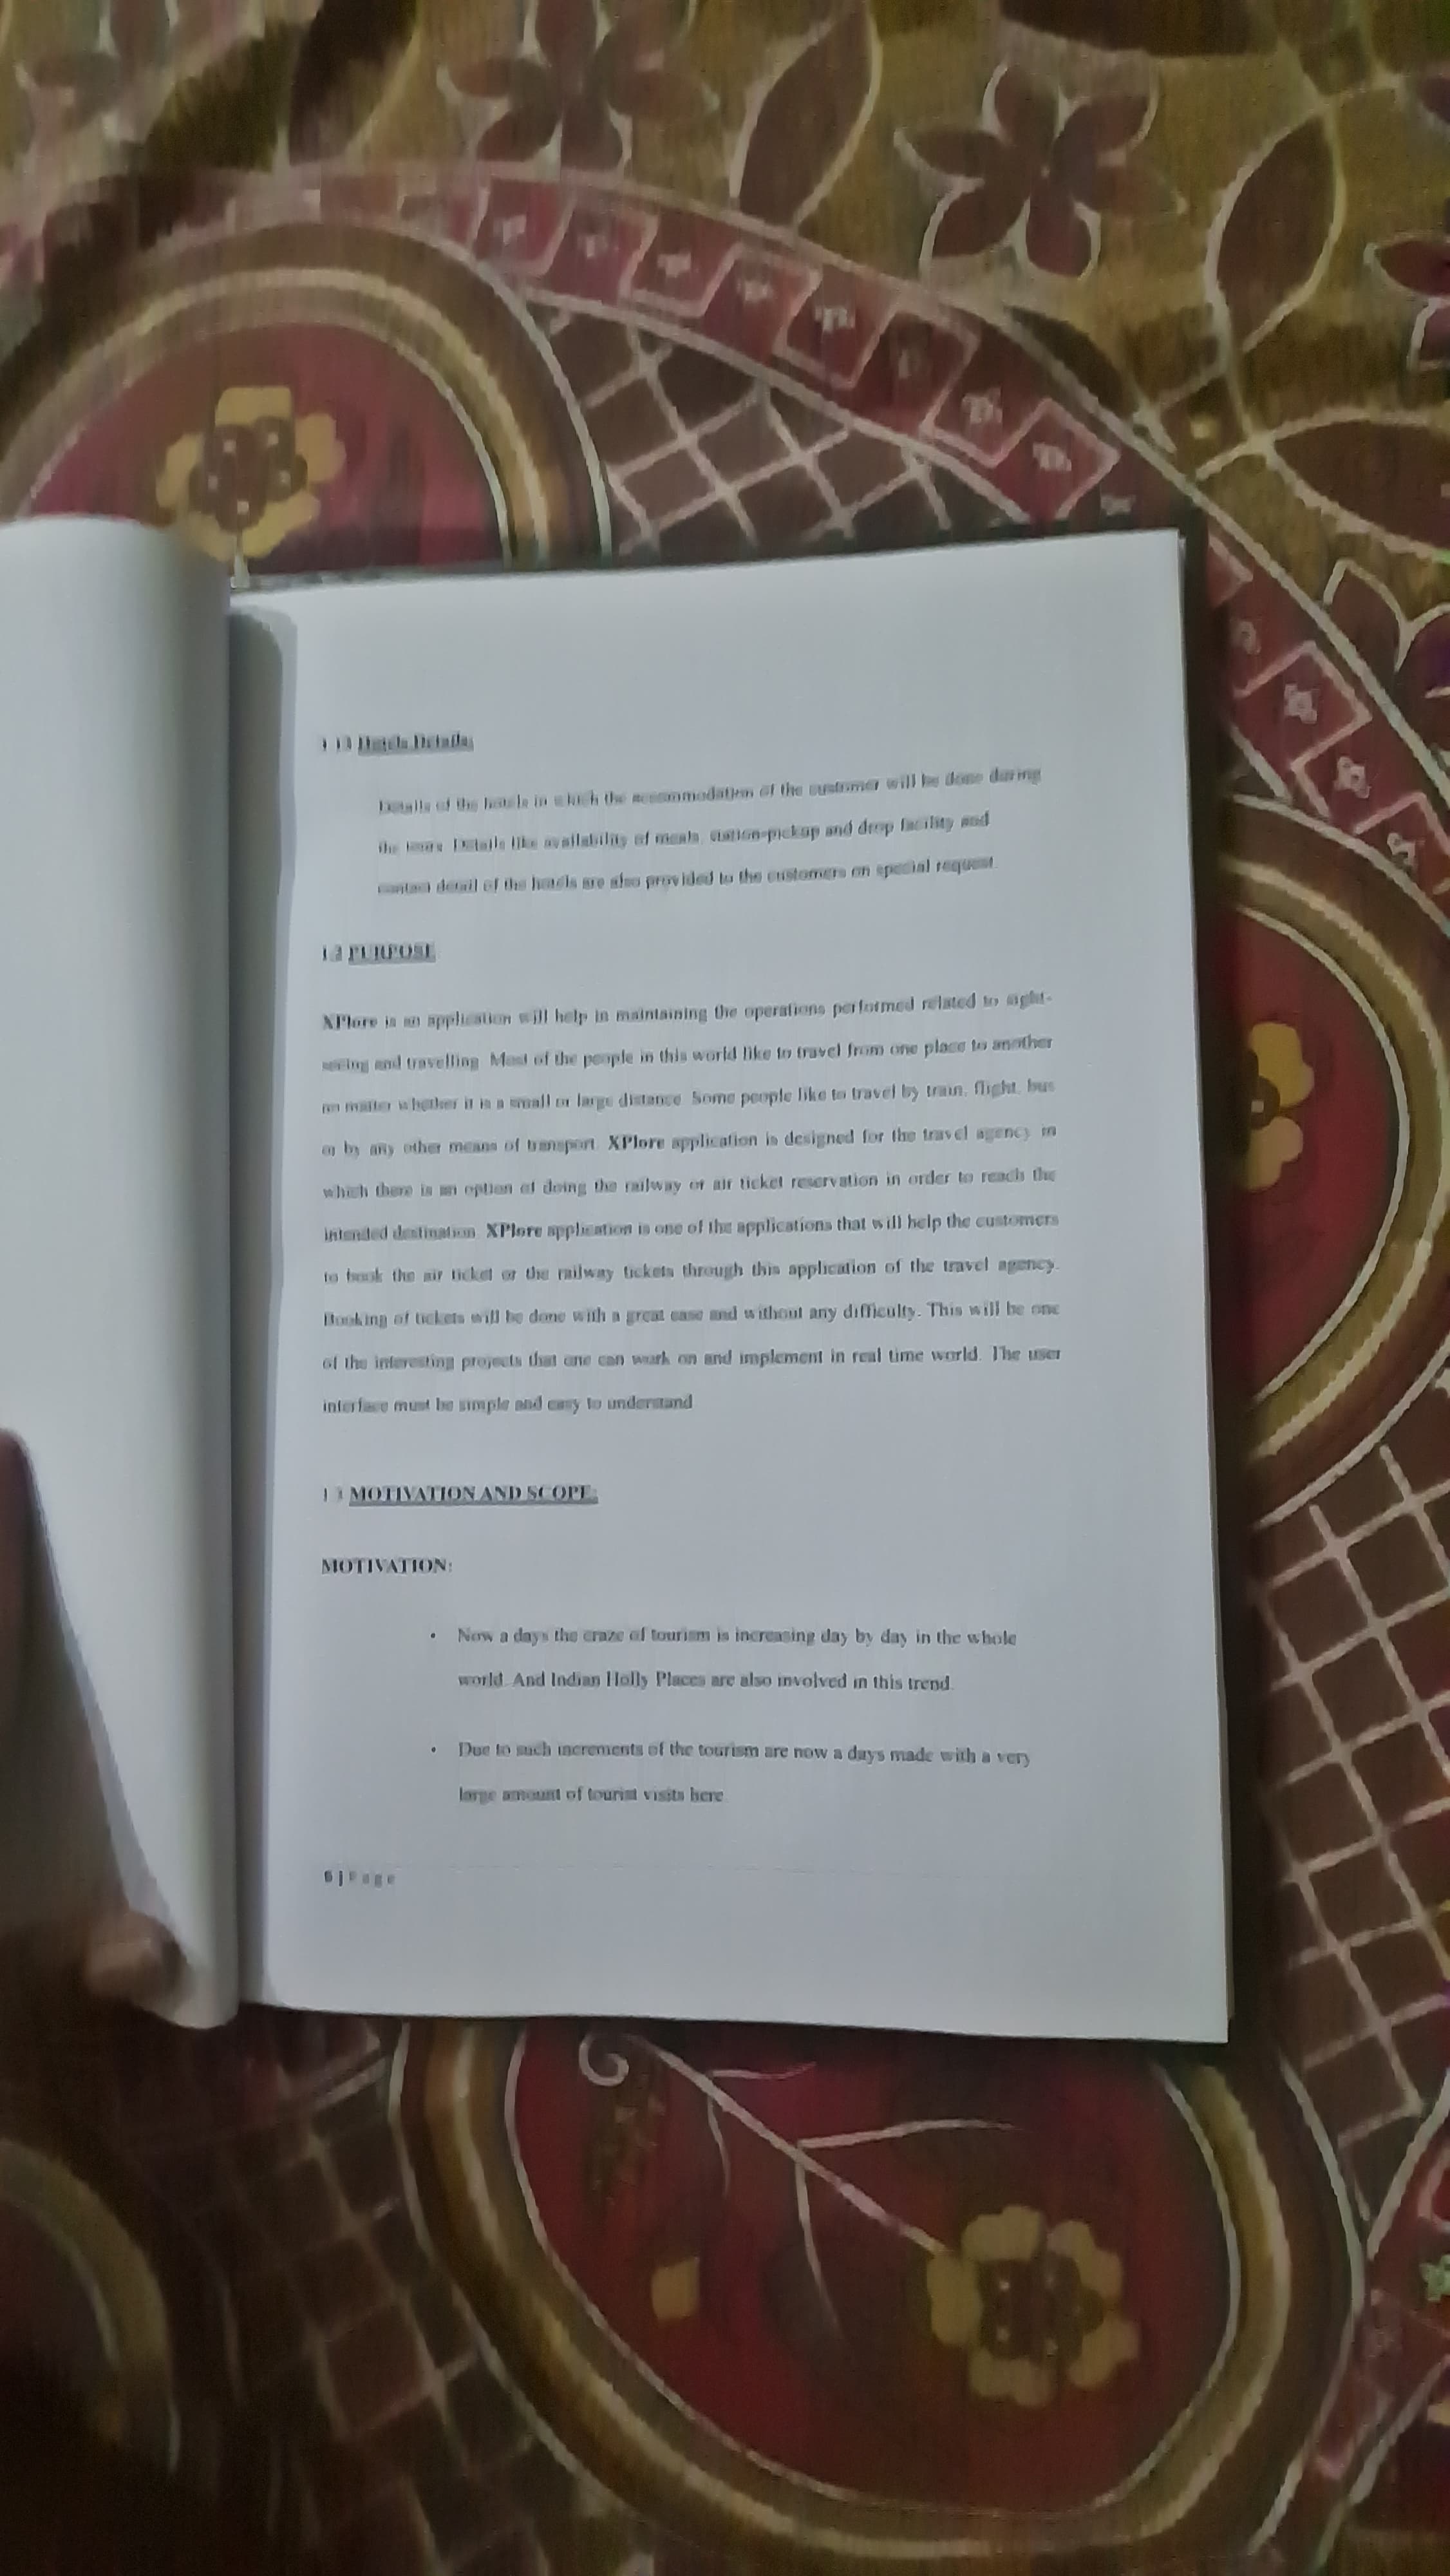 1.1.3 Hotels Details:
Details of the hotels in which the accommodation of the customer will be done during
the tours. Details like availability of meals, station-pickup and drop facility and
contact detail of the hotels are also provided to the customers on special request.
1.2 PURPOSE
XPlore is an application will help in maintaining the operations performed related to sight-
seeing and travelling. Most of the people in this world like to travel from one place to another
no matter whether it is a small or large distance. Some people like to travel by train, flight, bus
or by any other means of transport. XPlore application is designed for the travel agency in
which there is an option of doing the railway or air ticket reservation in order to reach the
intended destination. XPlore application is one of the applications that will help the customers
to book the air ticket or the railway tickets through this application of the travel agency.
Booking of tickets will be done with a great ease and without any difficulty. This will be one
of the interesting projects that one can work on and implement in real time world. The user
interface must be simple and easy to understand.
1.3 MOTIVATION AND SCOPE:
MOTIVATION:
• Now a days the craze of tourism is increasing day by day in the whole
world. And Indian Holly Places are also involved in this trend.
• Due to such increments of the tourism are now a days made with a very
large amount of tourist visits here.
6 | Page